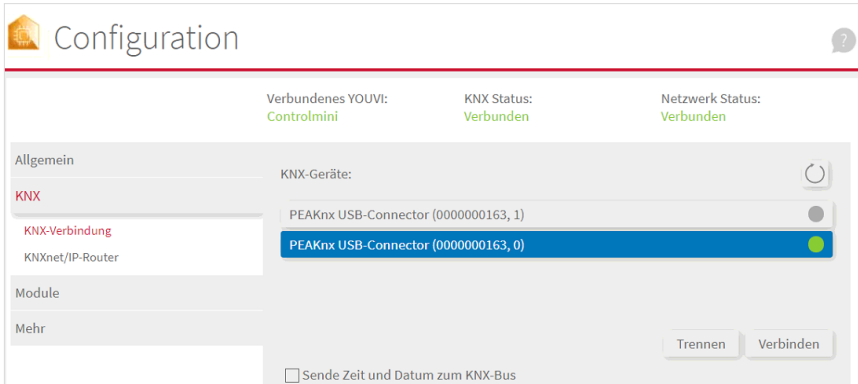 Configuration
?
Verbundenes YOUVI: KNX Status: Netzwerk Status:
Controlmini Verbunden Verbunden
Allgemein
KNX
KNX-Verbindung
KNXnet/IP-Router
Module
Mehr
KNX-Geräte:
PEAKnx USB-Connector (0000000163, 1)
PEAKnx USB-Connector (0000000163, 0)
Trennen Verbinden
Sende Zeit und Datum zum KNX-Bus